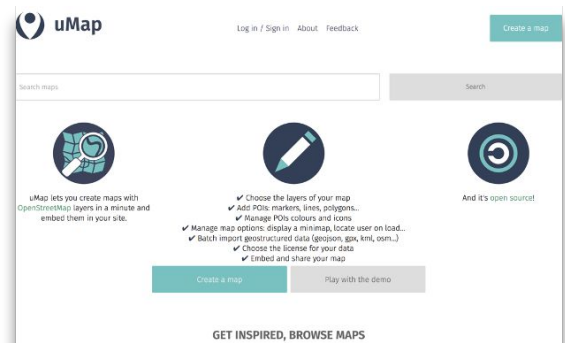 uMap
Log in / Sign in About Feedback
Create a map
Search maps
Search
uMap lets you create maps with
OpenStreetMap layers in a minute and
embed them in your site.
✔ Choose the layers of your map
✔ Add POIs: markers, lines, polygons...
✔ Manage POIs colours and icons
✔ Manage map options: display a minimap, locate user on load...
✔ Batch import geostructured data (geojson, gpx, kml, osm...)
✔ Choose the license for your data
✔ Embed and share your map
And it's open source!
Create a map
Play with the demo
GET INSPIRED, BROWSE MAPS